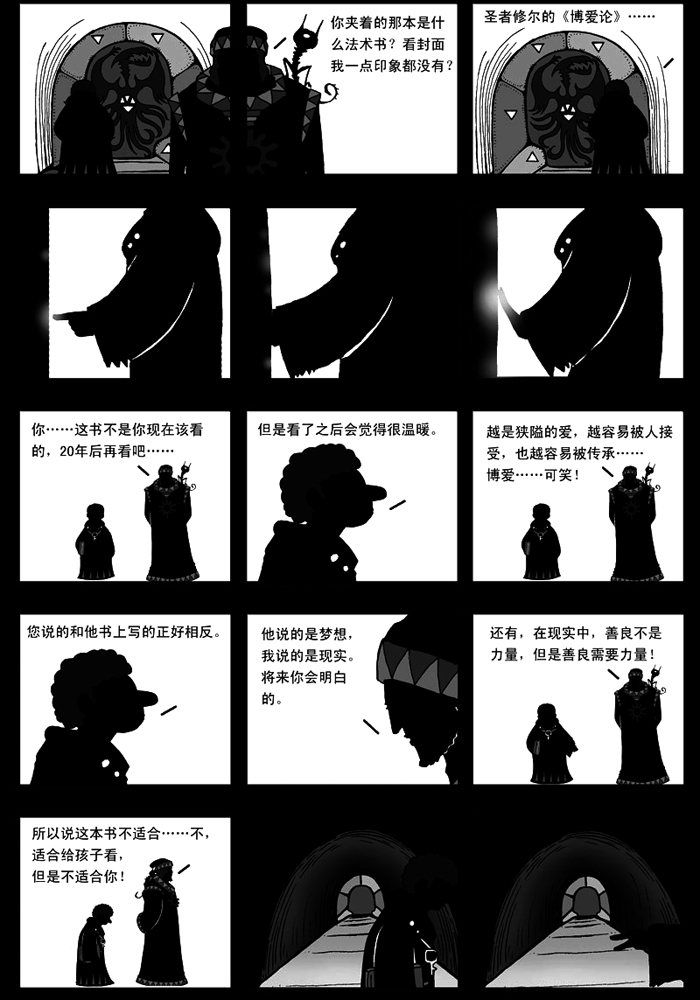 你夹着的那本是什
么法术书？看封面
我一点印象都没有？
圣者修尔的《博爱论》……
你……这书不是你现在该看
的，20年后再看吧……
但是看了之后会觉得很温暖。
越是狭隘的爱，越容易被人接
受，也越容易被传承……
博爱……可笑！
您说的和他书上写的正好相反。
他说的是梦想，
我说的是现实。
将来你会明白
的。
还有，在现实中，善良不是
力量，但是善良需要力量！
所以说这本书不适合……不，
适合给孩子看，
但是不适合你！